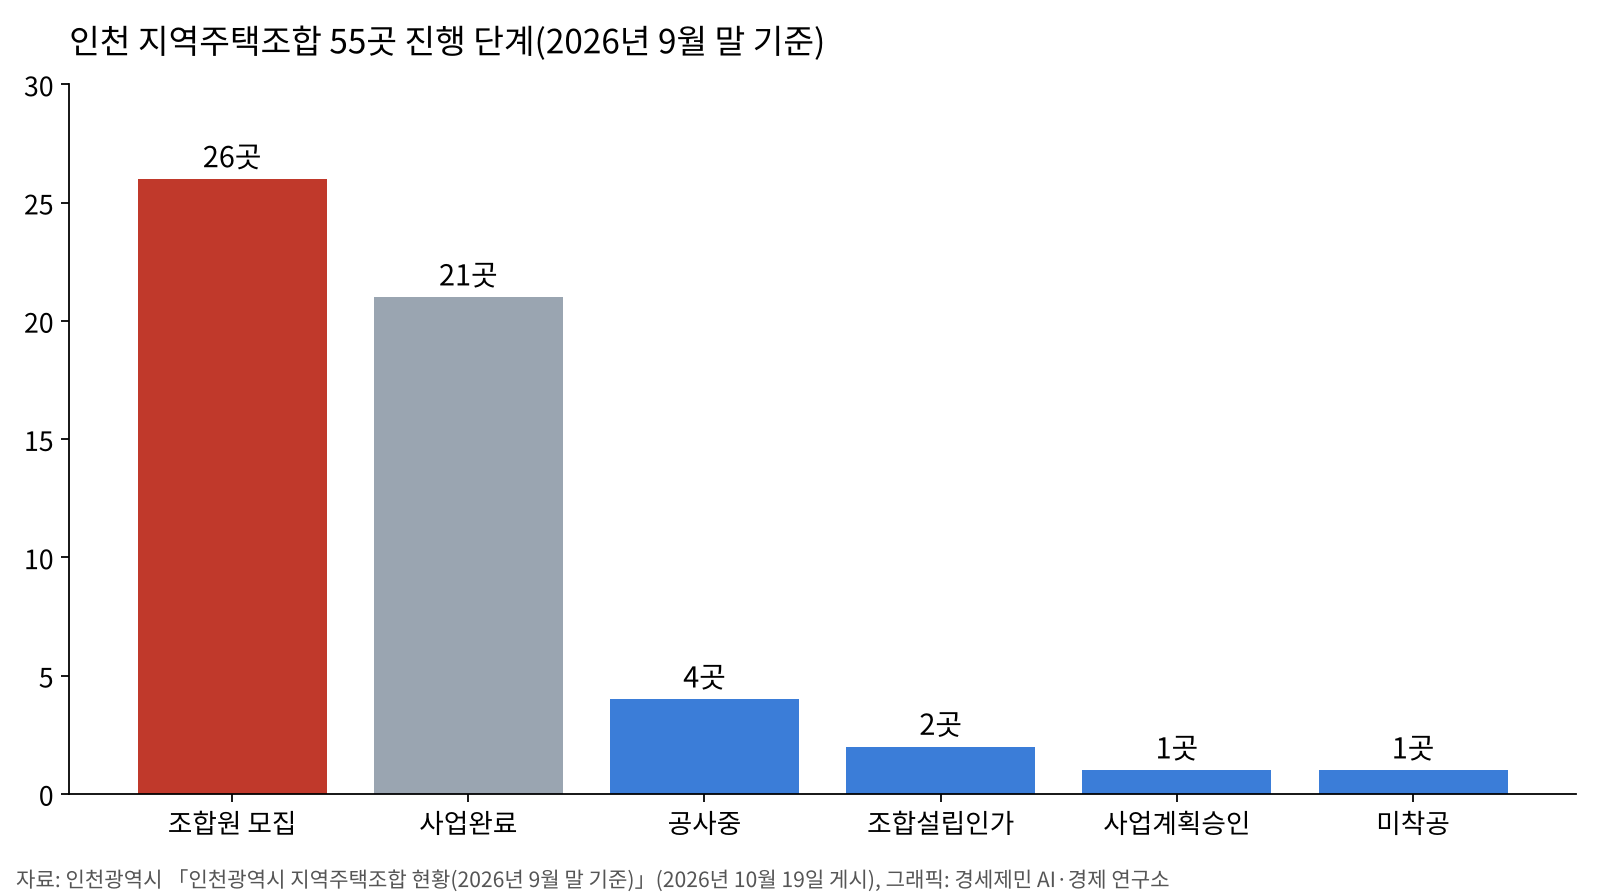 인천 지역주택조합 55곳 진행 단계(2026년 9월 말 기준)
30
25
20
15
10
5
0
26곳
21곳
4곳
2곳
1곳
1곳
조합원 모집
사업완료
공사중
조합설립인가
사업계획승인
미착공
자료: 인천광역시 「인천광역시 지역주택조합 현황(2026년 9월 말 기준)」(2026년 10월 19일 게시), 그래픽: 경세제민 AI·경제 연구소